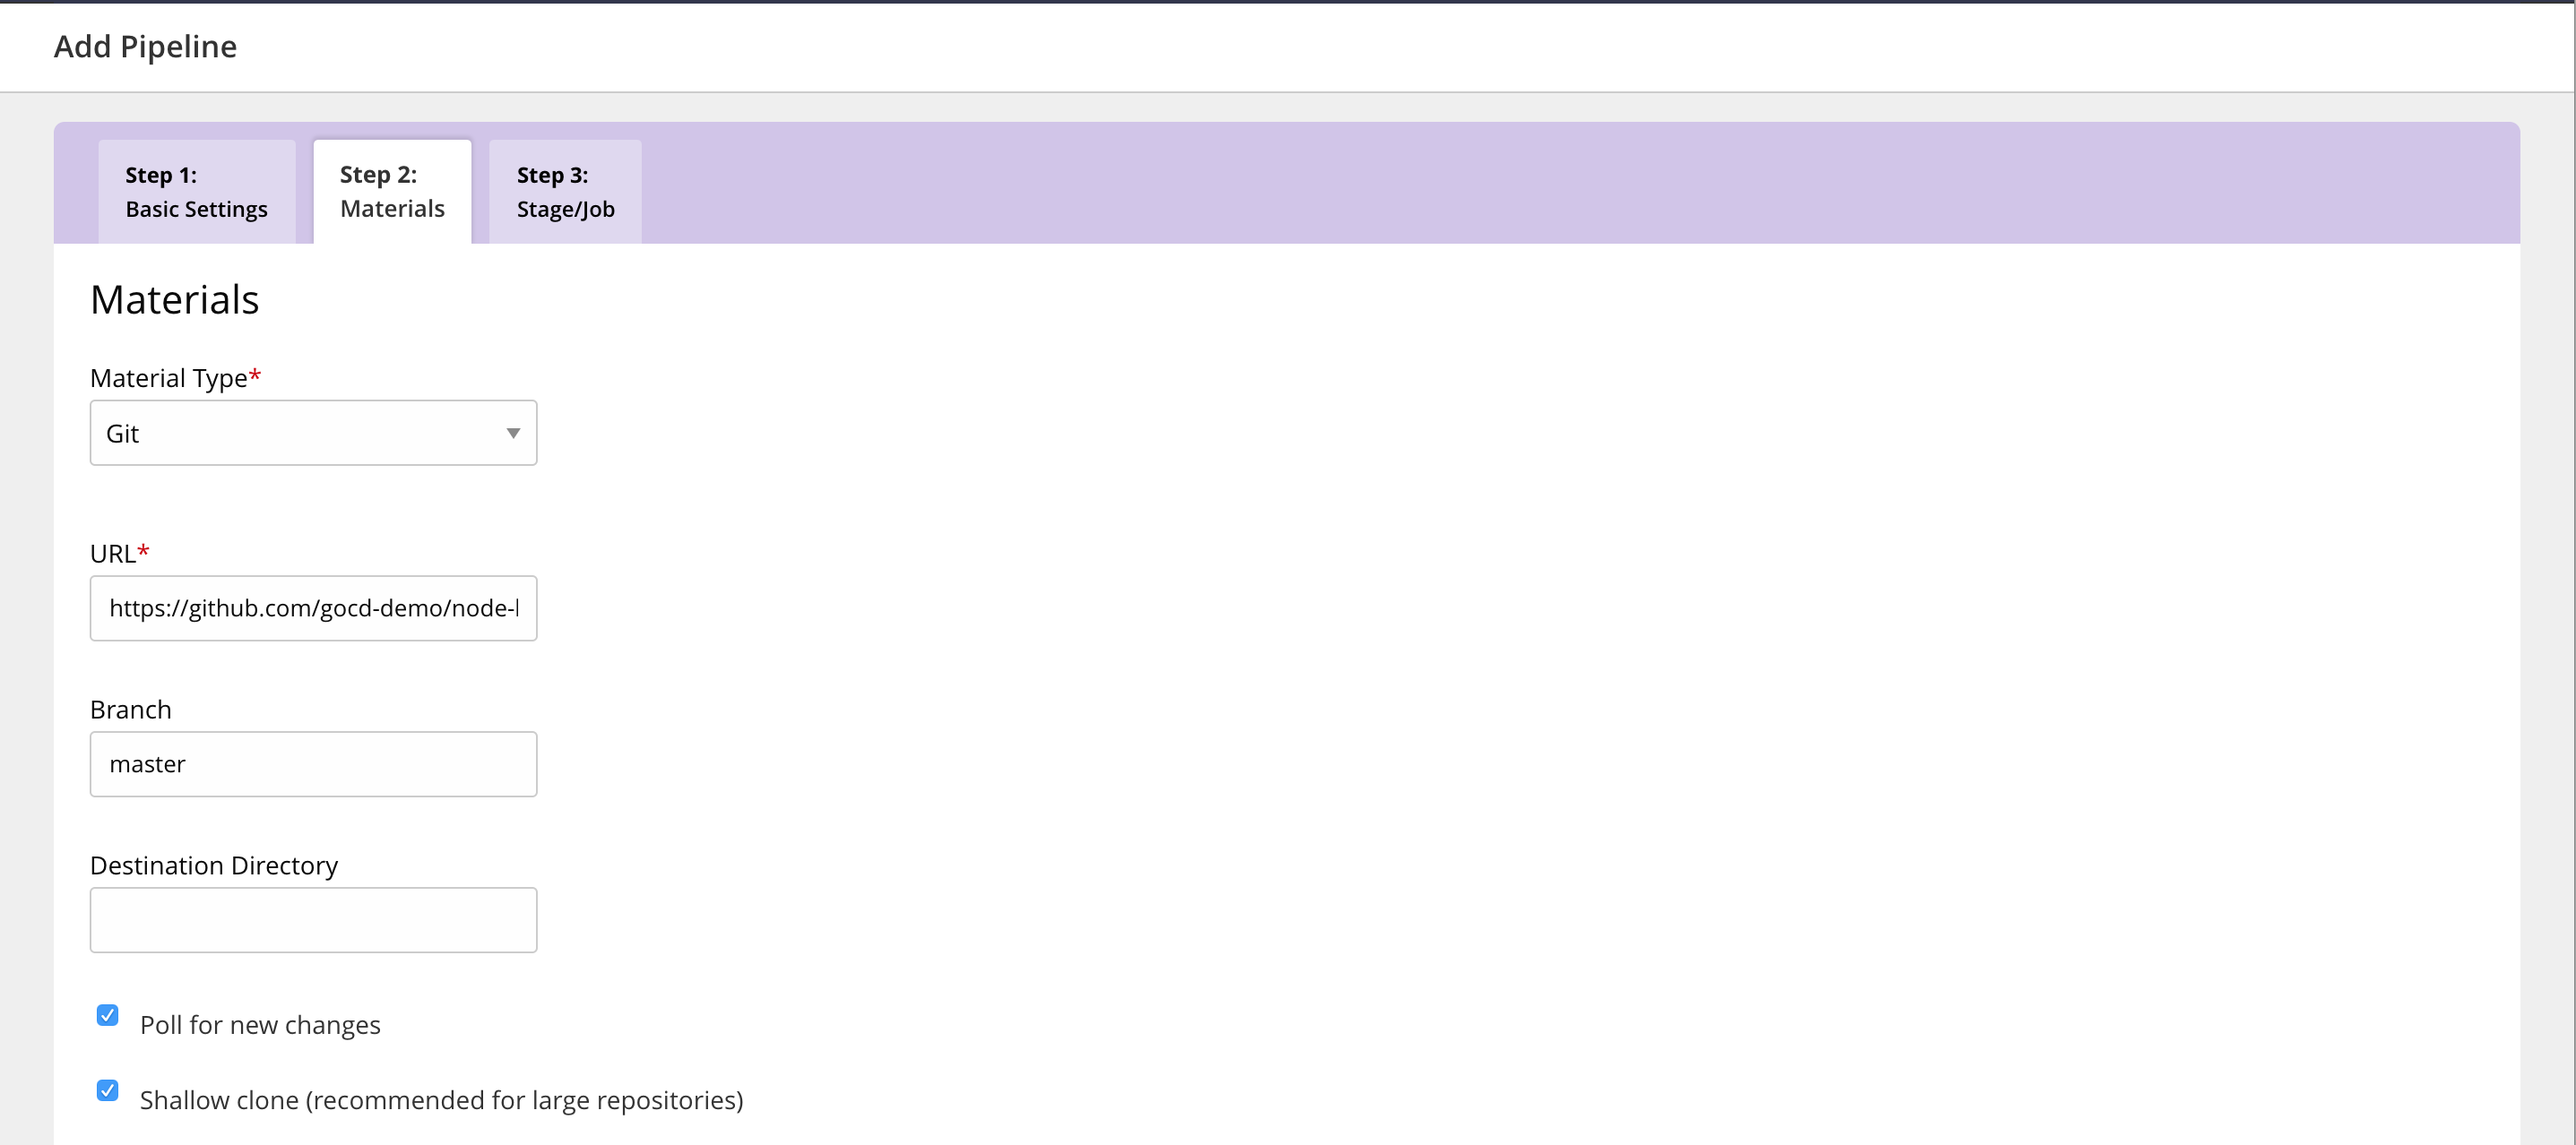 Add Pipeline
Step 1:
Basic Settings
Step 2:
Materials
Step 3:
Stage/Job
Materials
Material Type*
Git
URL*
https://github.com/gocd-demo/node-
Branch
master
Destination Directory
Poll for new changes
Shallow clone (recommended for large repositories)